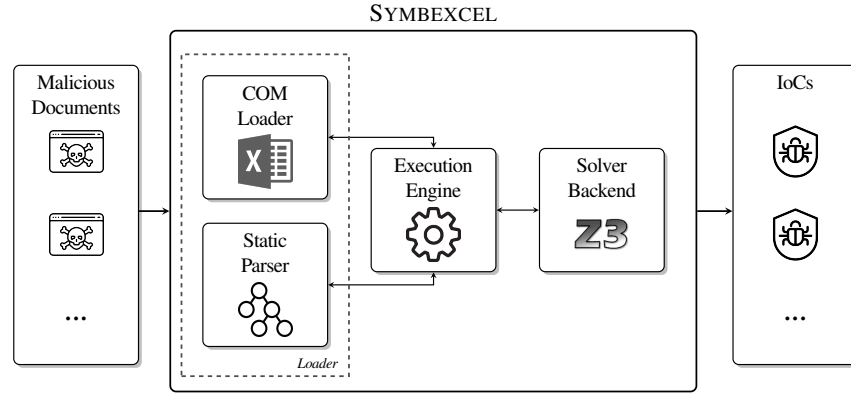 SYMBEXCEL
Malicious
Documents
...
COM
Loader
X
Static
Parser
Loader
Execution
Engine
Solver
Backend
Z3
IoCs
...